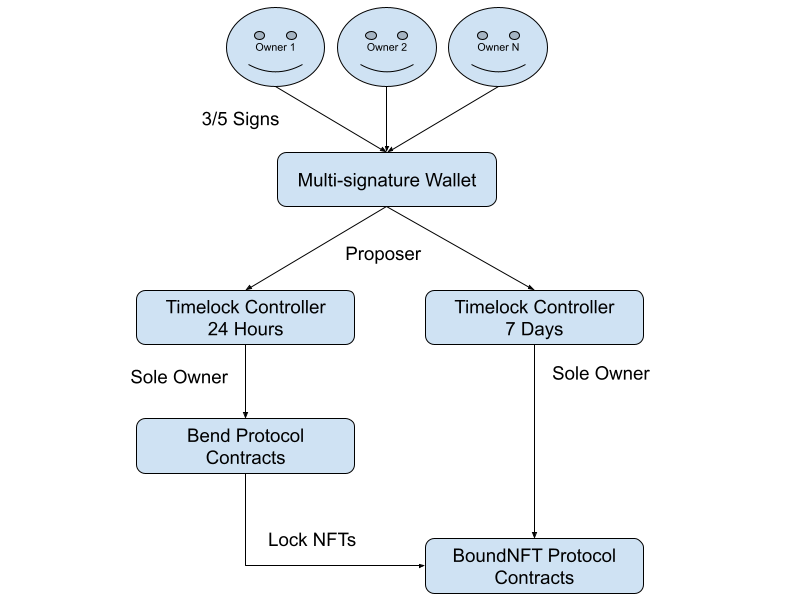 Owner 1
Owner 2
Owner N
3/5 Signs
Multi-signature Wallet
Proposer
Timelock Controller
24 Hours
Timelock Controller
7 Days
Sole Owner
Sole Owner
Bend Protocol
Contracts
Lock NFTs
BoundNFT Protocol
Contracts